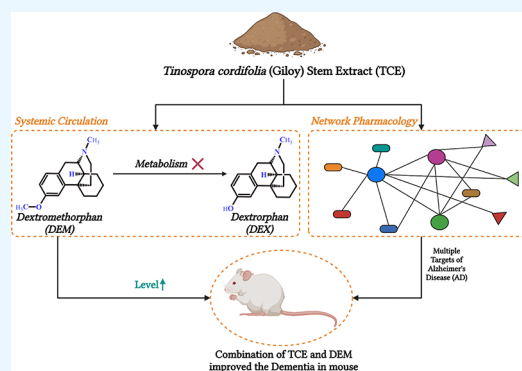 Tinospora cordifolia (Giloy) Stem Extract (TCE)
Systemic Circulation
Network Pharmacology
CH₃
N
H
H₃C
O
Metabolism
CH₃
N
H
HO
Dextromethorphan
(DEM)
Dextrorphan
(DEX)
Level↑
Multiple
Targets of
Alzheimer's
Disease (AD)
Combination of TCE and DEM
improved the Dementia in mouse